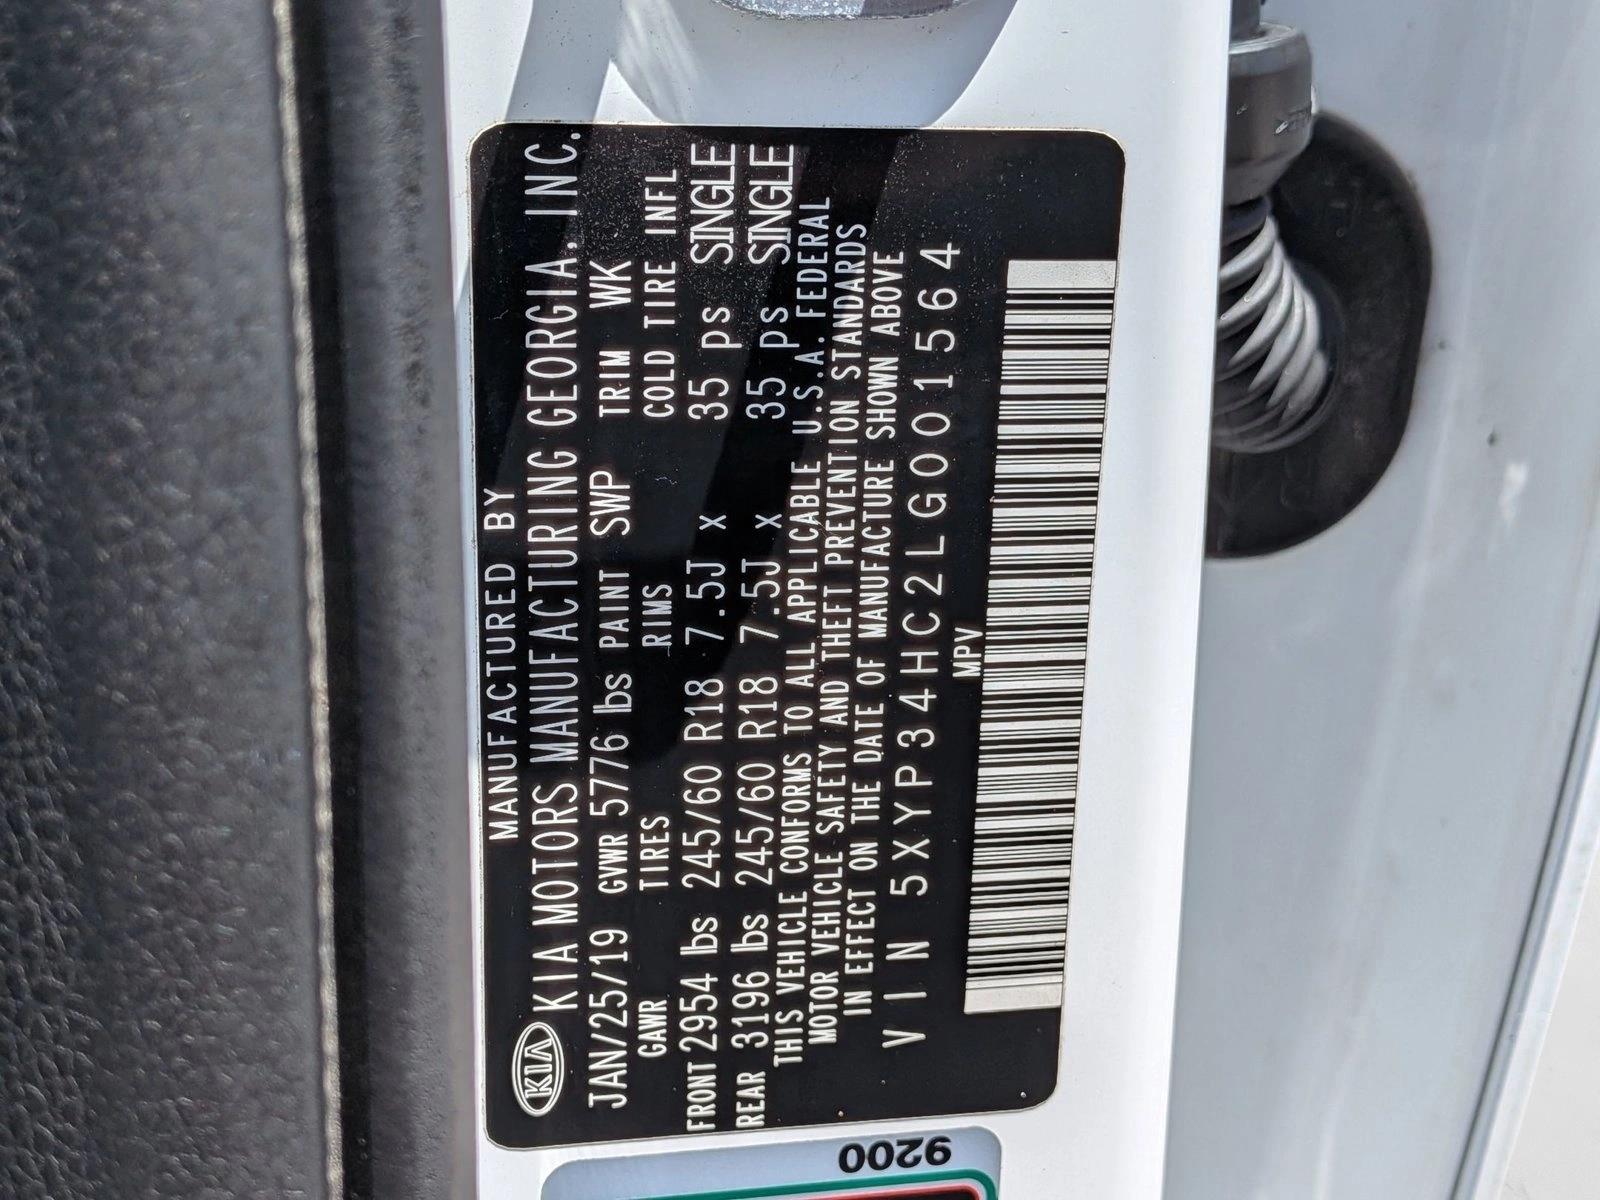 MANUFACTURED BY
KIA KIA MOTORS MANUFACTURING GEORGIA. INC.
JAN/25/19 GVWR 5776 lbs PAINT SWP TRIM WK
GAWR TIRES RIMS COLD TIRE INFL
FRONT 2954 lbs 245/60 R18 7.5J x 35 ps SINGLE
REAR 3196 lbs 245/60 R18 7.5J x 35 ps SINGLE
THIS VEHICLE CONFORMS TO ALL APPLICABLE U.S.A. FEDERAL
MOTOR VEHICLE SAFETY AND THEFT PREVENTION STANDARDS
IN EFFECT ON THE DATE OF MANUFACTURE SHOWN ABOVE
VIN 5XYP34HC2LG001564
MPV
9200